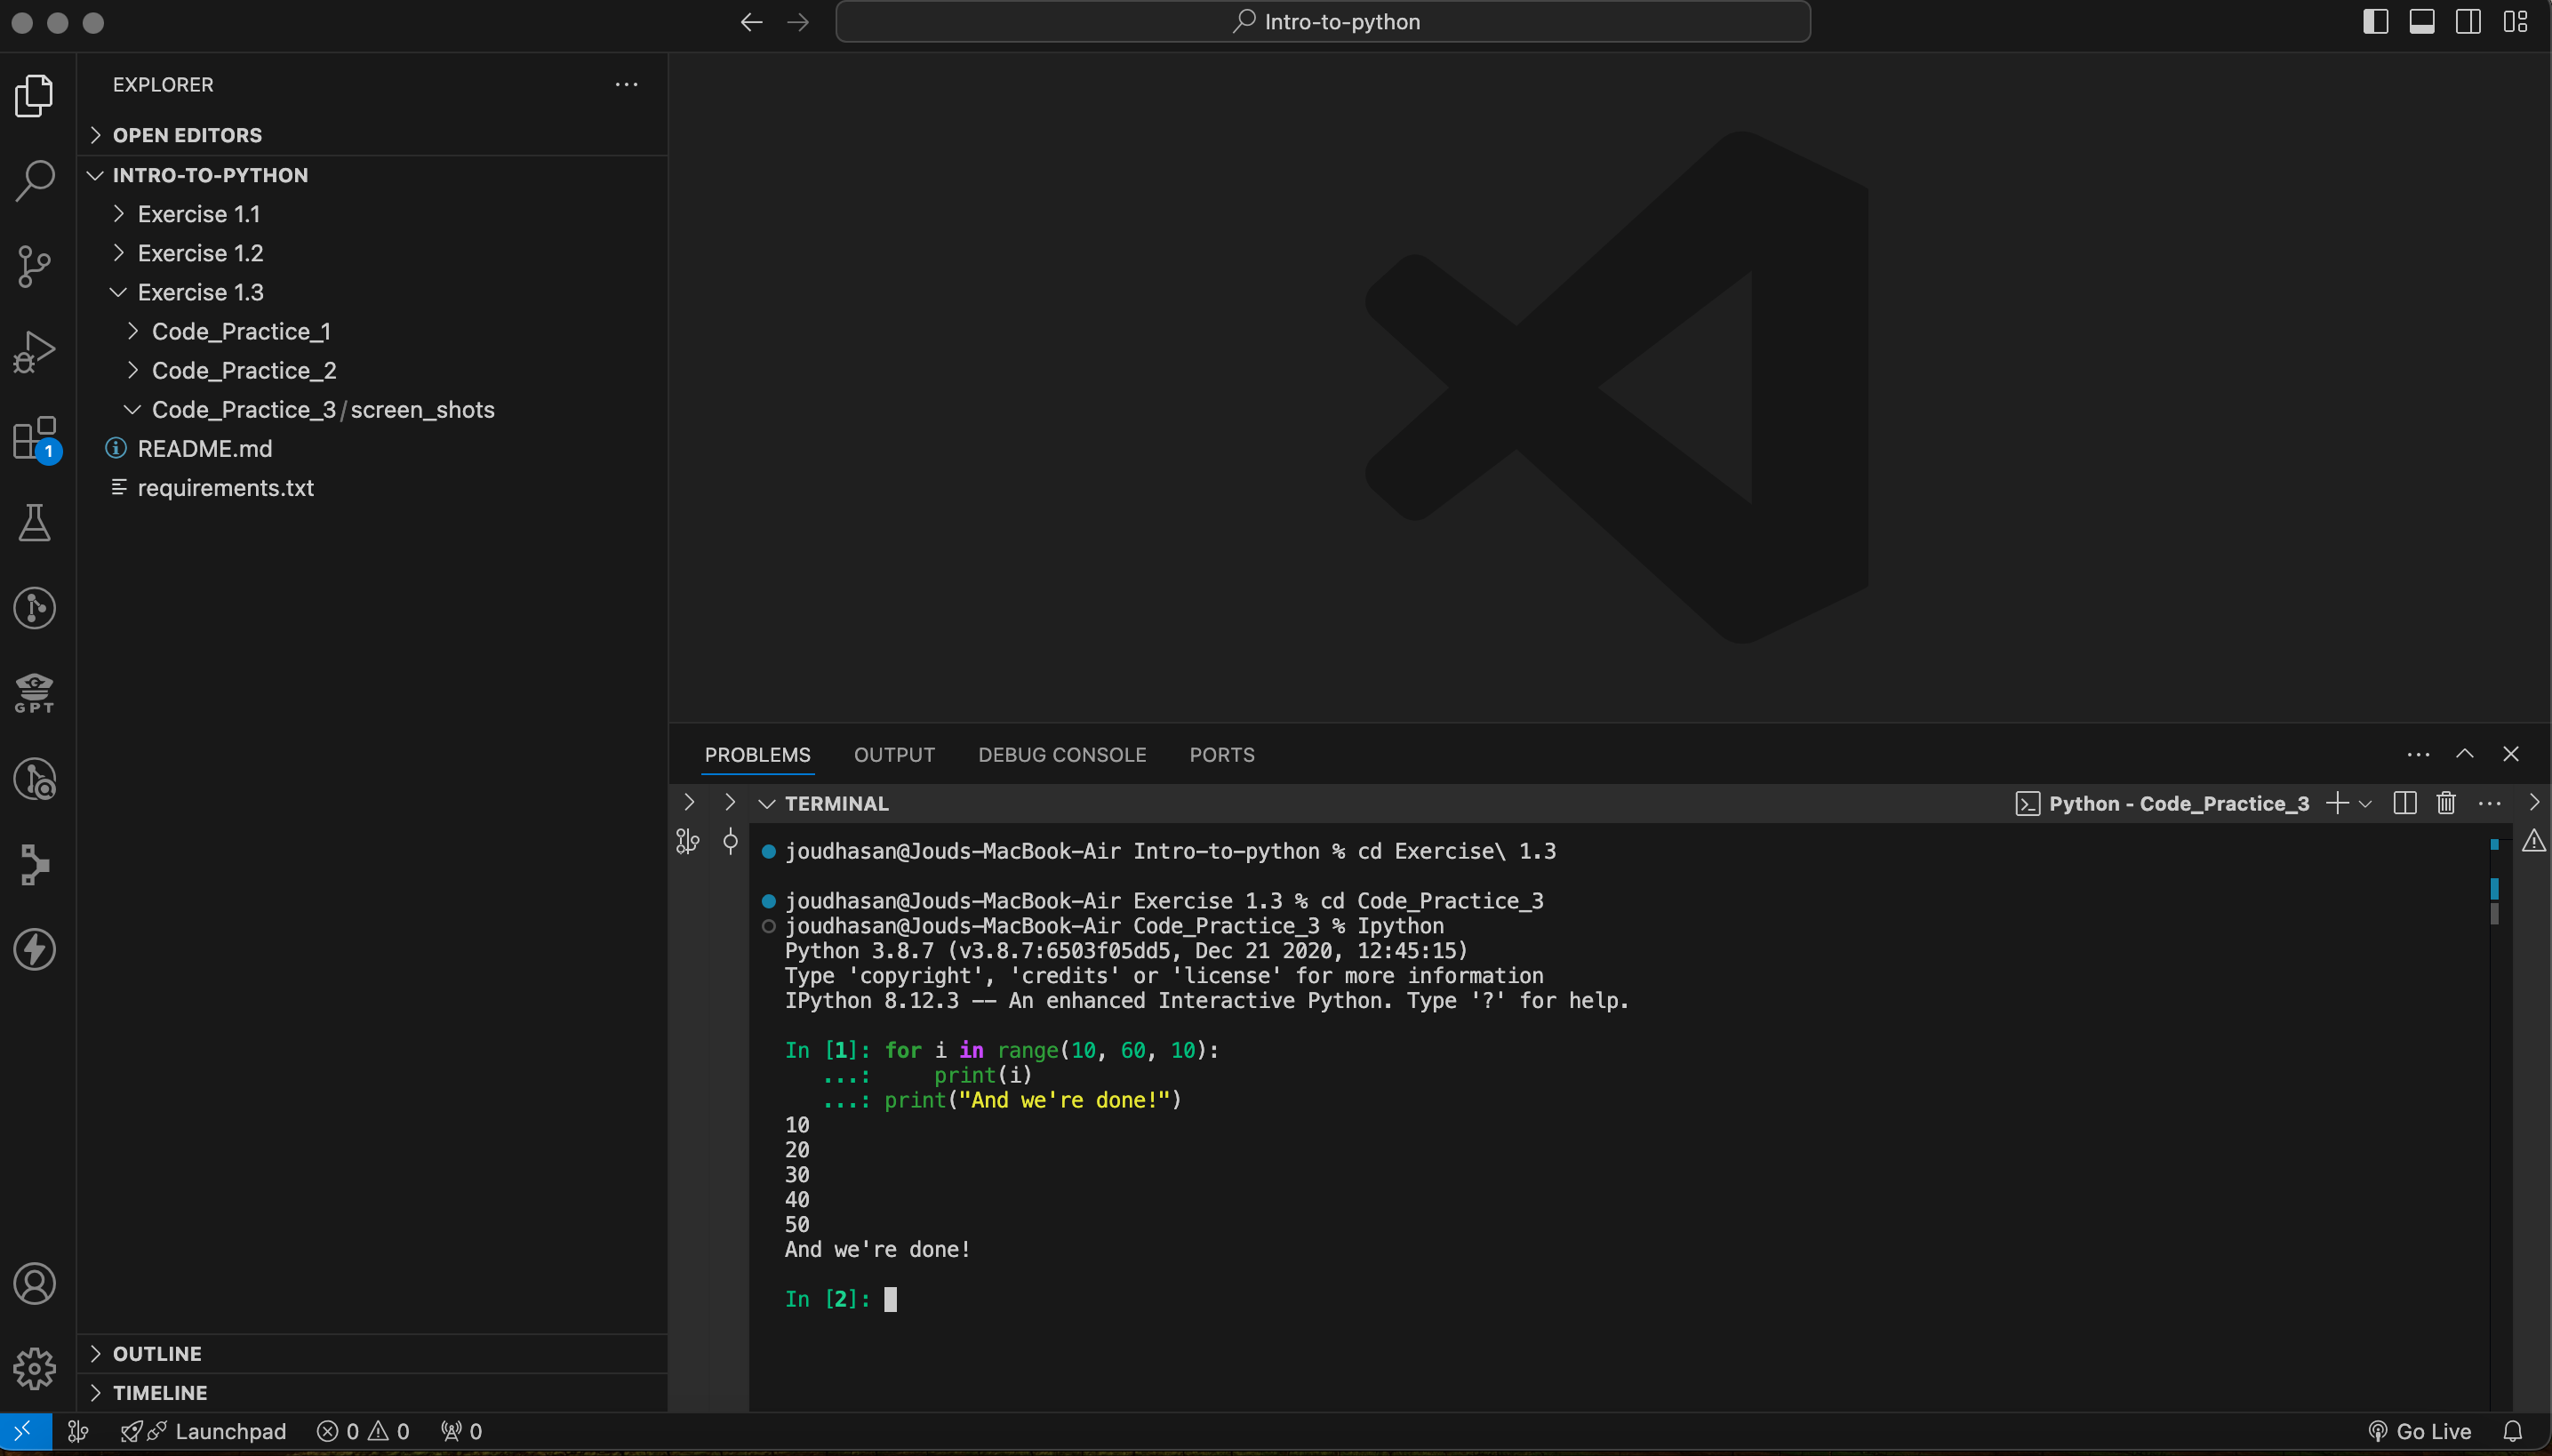 Intro-to-python
EXPLORER
OPEN EDITORS
INTRO-TO-PYTHON
Exercise 1.1
Exercise 1.2
Exercise 1.3
Code_Practice_1
Code_Practice_2
Code_Practice_3/screen_shots
README.md
requirements.txt
1
GPT
OUTLINE
TIMELINE
PROBLEMS OUTPUT DEBUG CONSOLE PORTS
TERMINAL
Python - Code_Practice_3
joudhasan@Jouds-MacBook-Air Intro-to-python % cd Exercise\ 1.3
joudhasan@Jouds-MacBook-Air Exercise 1.3 % cd Code_Practice_3
joudhasan@Jouds-MacBook-Air Code_Practice_3 % Ipython
Python 3.8.7 (v3.8.7:6503f05dd5, Dec 21 2020, 12:45:15)
Type 'copyright', 'credits' or 'license' for more information
IPython 8.12.3 -- An enhanced Interactive Python. Type '?' for help.
In [1]: for i in range(10, 60, 10):
   ...:     print(i)
   ...: print("And we're done!")
10
20
30
40
50
And we're done!
In [2]:
Launchpad 0 0 0 Go Live